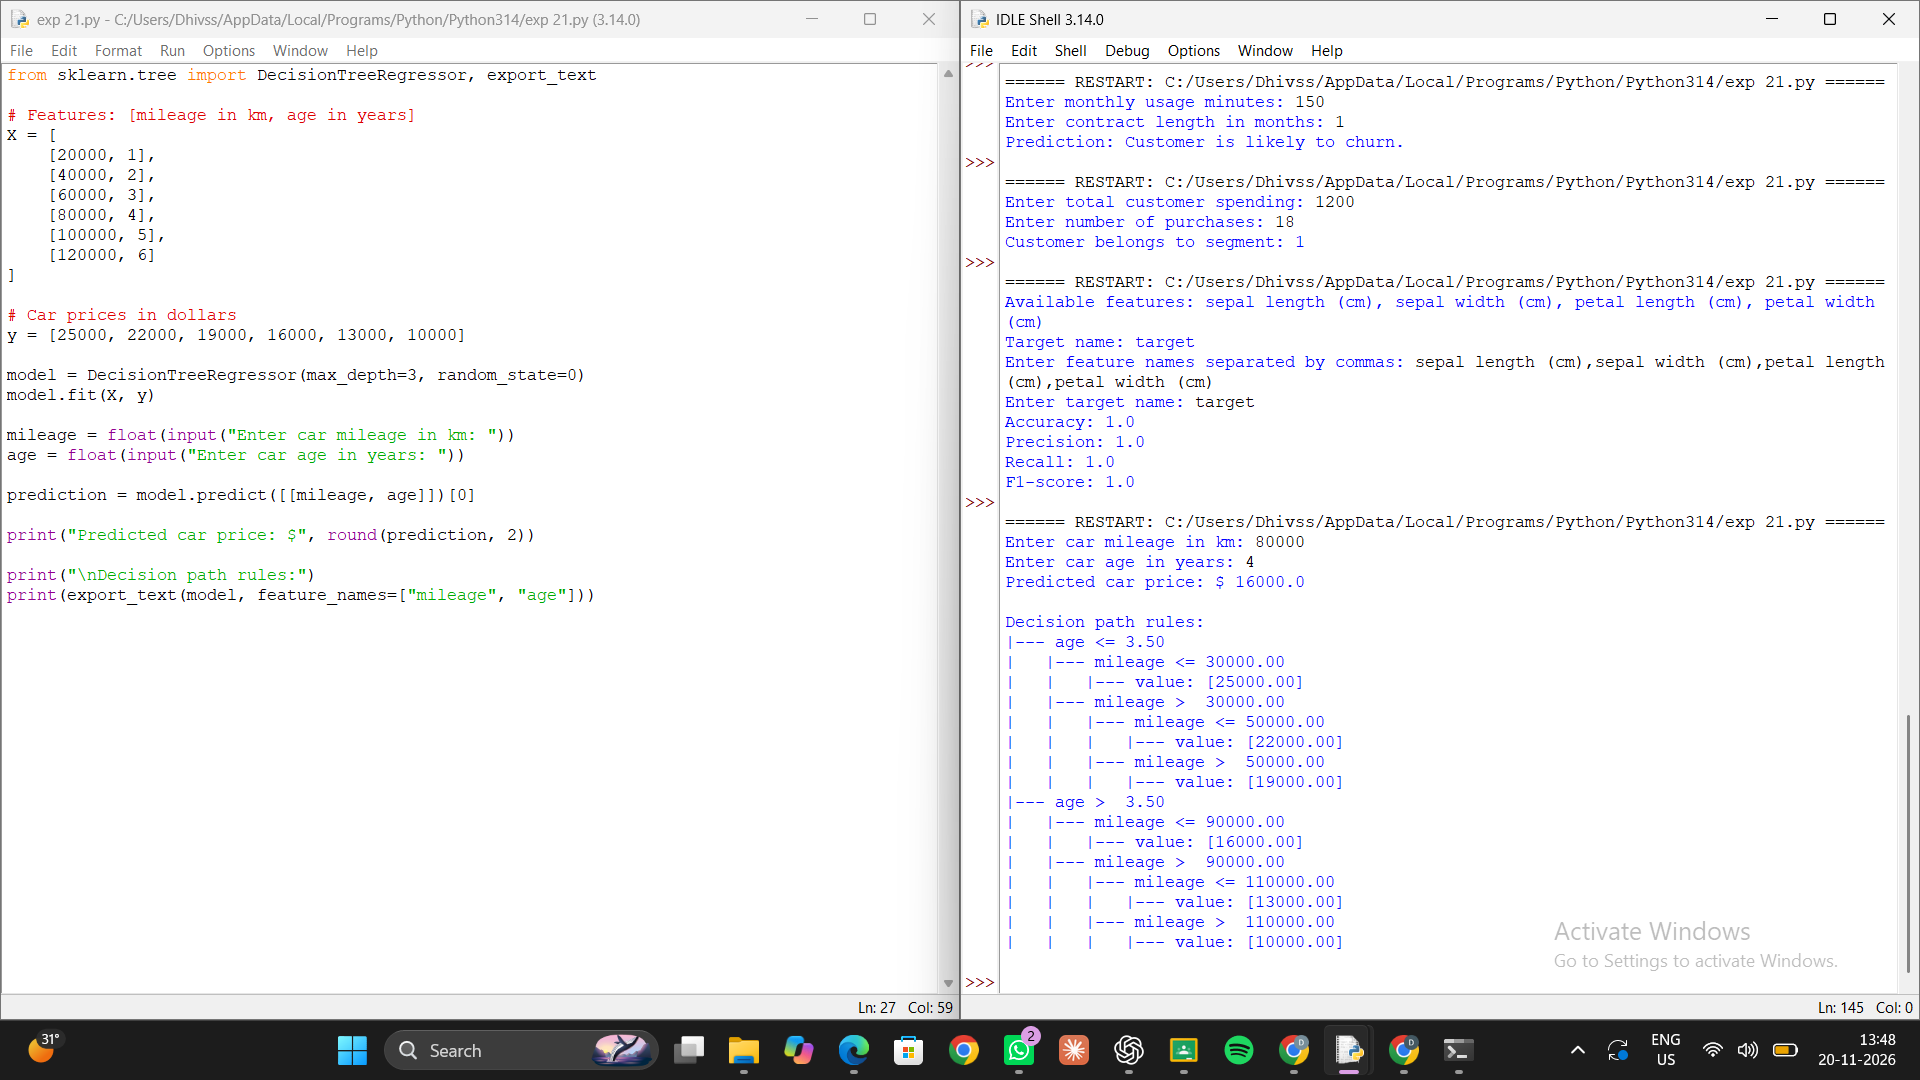 exp 21.py - C:/Users/Dhivss/AppData/Local/Programs/Python/Python314/exp 21.py (3.14.0)
File Edit Format Run Options Window Help
from sklearn.tree import DecisionTreeRegressor, export_text

# Features: [mileage in km, age in years]
X = [
    [20000, 1],
    [40000, 2],
    [60000, 3],
    [80000, 4],
    [100000, 5],
    [120000, 6]
]

# Car prices in dollars
y = [25000, 22000, 19000, 16000, 13000, 10000]

model = DecisionTreeRegressor(max_depth=3, random_state=0)
model.fit(X, y)

mileage = float(input("Enter car mileage in km: "))
age = float(input("Enter car age in years: "))

prediction = model.predict([[mileage, age]])[0]

print("Predicted car price: $", round(prediction, 2))

print("\nDecision path rules:")
print(export_text(model, feature_names=["mileage", "age"]))
Ln: 27 Col: 59
IDLE Shell 3.14.0
File Edit Shell Debug Options Window Help
>>>
====== RESTART: C:/Users/Dhivss/AppData/Local/Programs/Python/Python314/exp 21.py ======
Enter monthly usage minutes: 150
Enter contract length in months: 1
Prediction: Customer is likely to churn.
>>>
====== RESTART: C:/Users/Dhivss/AppData/Local/Programs/Python/Python314/exp 21.py ======
Enter total customer spending: 1200
Enter number of purchases: 18
Customer belongs to segment: 1
>>>
====== RESTART: C:/Users/Dhivss/AppData/Local/Programs/Python/Python314/exp 21.py ======
Available features: sepal length (cm), sepal width (cm), petal length (cm), petal width
(cm)
Target name: target
Enter feature names separated by commas: sepal length (cm),sepal width (cm),petal length
(cm),petal width (cm)
Enter target name: target
Accuracy: 1.0
Precision: 1.0
Recall: 1.0
F1-score: 1.0
>>>
====== RESTART: C:/Users/Dhivss/AppData/Local/Programs/Python/Python314/exp 21.py ======
Enter car mileage in km: 80000
Enter car age in years: 4
Predicted car price: $ 16000.0

Decision path rules:
|--- age <= 3.50
|   |--- mileage <= 30000.00
|   |   |--- value: [25000.00]
|   |--- mileage >  30000.00
|   |   |--- mileage <= 50000.00
|   |   |   |--- value: [22000.00]
|   |   |--- mileage >  50000.00
|   |   |   |--- value: [19000.00]
|--- age >  3.50
|   |--- mileage <= 90000.00
|   |   |--- value: [16000.00]
|   |--- mileage >  90000.00
|   |   |--- mileage <= 110000.00
|   |   |   |--- value: [13000.00]
|   |   |--- mileage >  110000.00
|   |   |   |--- value: [10000.00]

>>>
Activate Windows
Go to Settings to activate Windows.
Ln: 145 Col: 0
31°
Search
2
D
D
ENG
US
13:48
20-11-2026